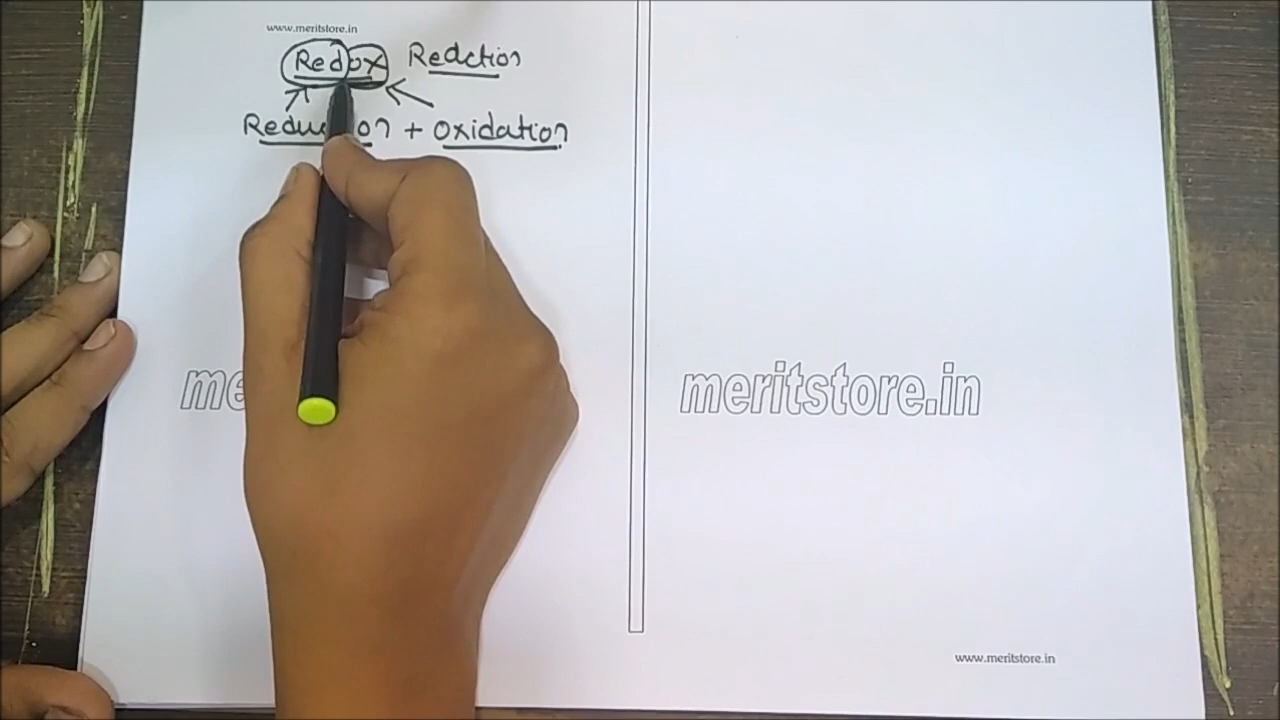 www.meritstore.in
Redox Reaction
+ Oxidation
meritstore.in
www.meritstore.in